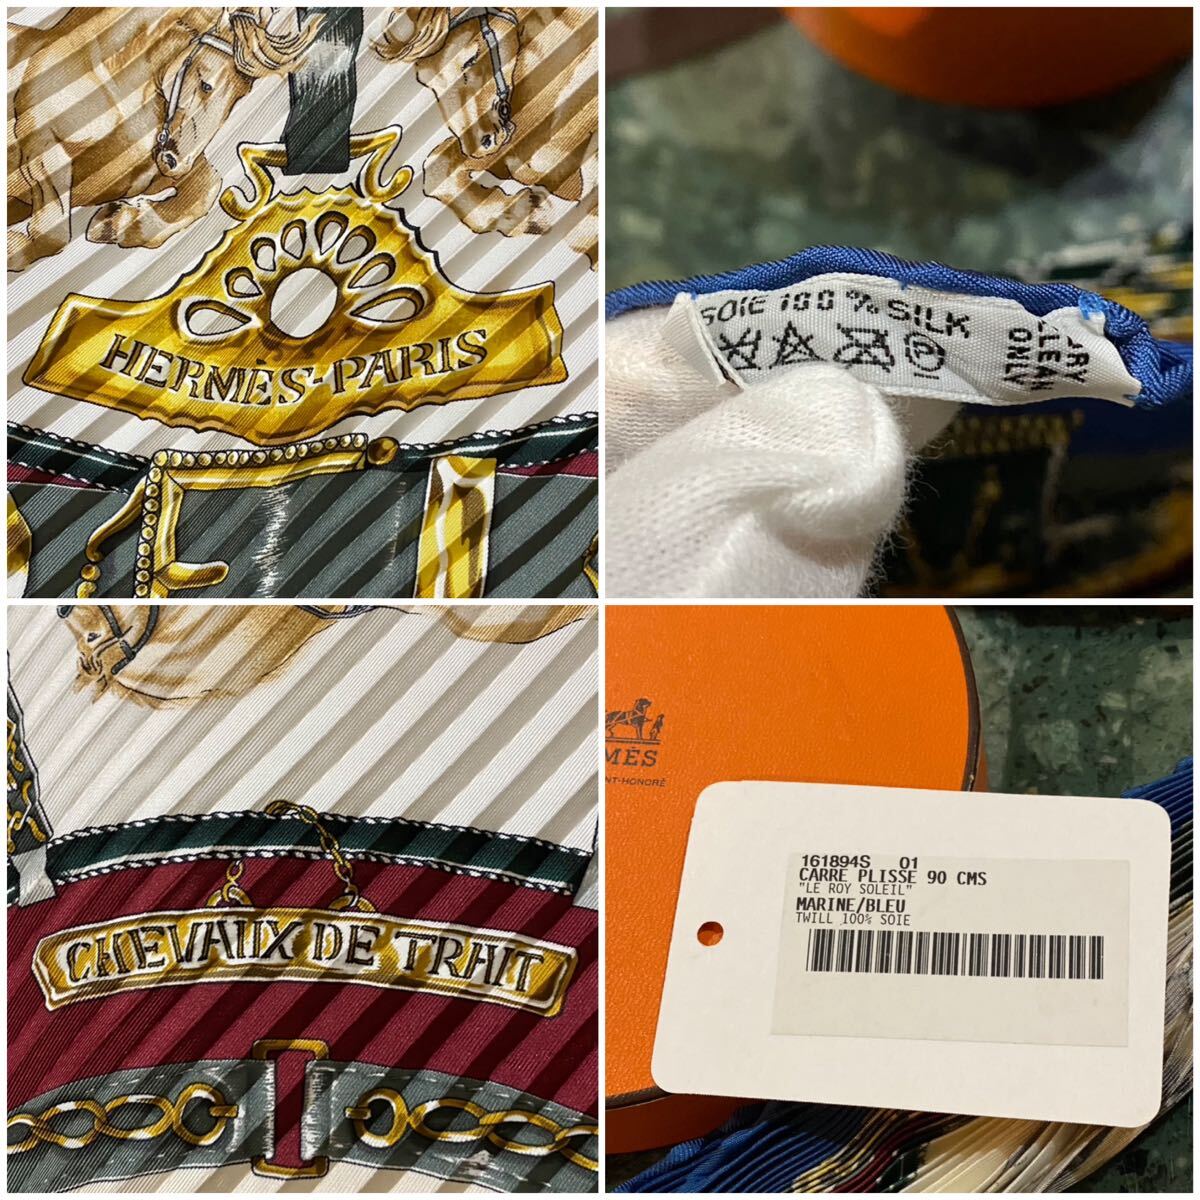 HERMÈS-PARIS
SOIE 100% SILK
DRY
CLEAN
ONLY
CHEVAUX DE TRAIT
161894S 01
CARRE PLISSE 90 CMS
"LE ROY SOLEIL"
MARINE/BLEU
TWILL 100% SOIE